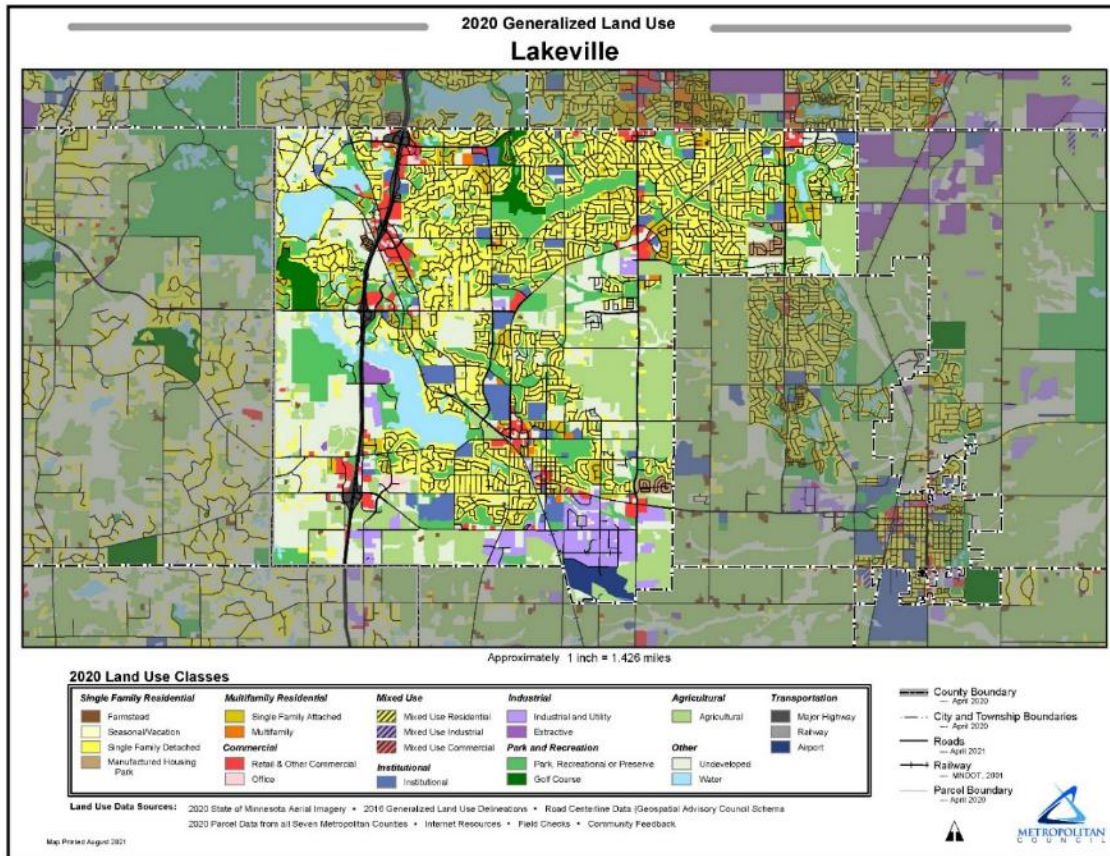 2020 Generalized Land Use
Lakeville
Approximately 1 inch = 1.426 miles
2020 Land Use Classes
Single Family Residential
Farmstead
Seasonal/Vacation
Single Family Detached
Manufactured Housing
Park
Multifamily Residential
Single Family Attached
Multifamily
Commercial
Retail & Other Commercial
Office
Mixed Use
Mixed Use Residential
Mixed Use Industrial
Mixed Use Commercial
Institutional
Institutional
Industrial
Industrial and Utility
Extractive
Park and Recreation
Park, Recreational or Preserve
Golf Course
Agricultural
Agricultural
Other
Undeveloped
Water
Transportation
Major Highway
Railway
Airport
County Boundary
— April 2020
City and Township Boundaries
— April 2020
Roads
— April 2021
Railway
— MNDOT, 2001
Parcel Boundary
— April 2020
Land Use Data Sources: 2020 State of Minnesota Aerial Imagery • 2016 Generalized Land Use Delineations • Road Centerline Data (Geospatial Advisory Council Schema
2020 Parcel Data from all Seven Metropolitan Counties • Internet Resources • Field Checks • Community Feedback.
Map Printed August 2021
METROPOLITAN
COUNCIL